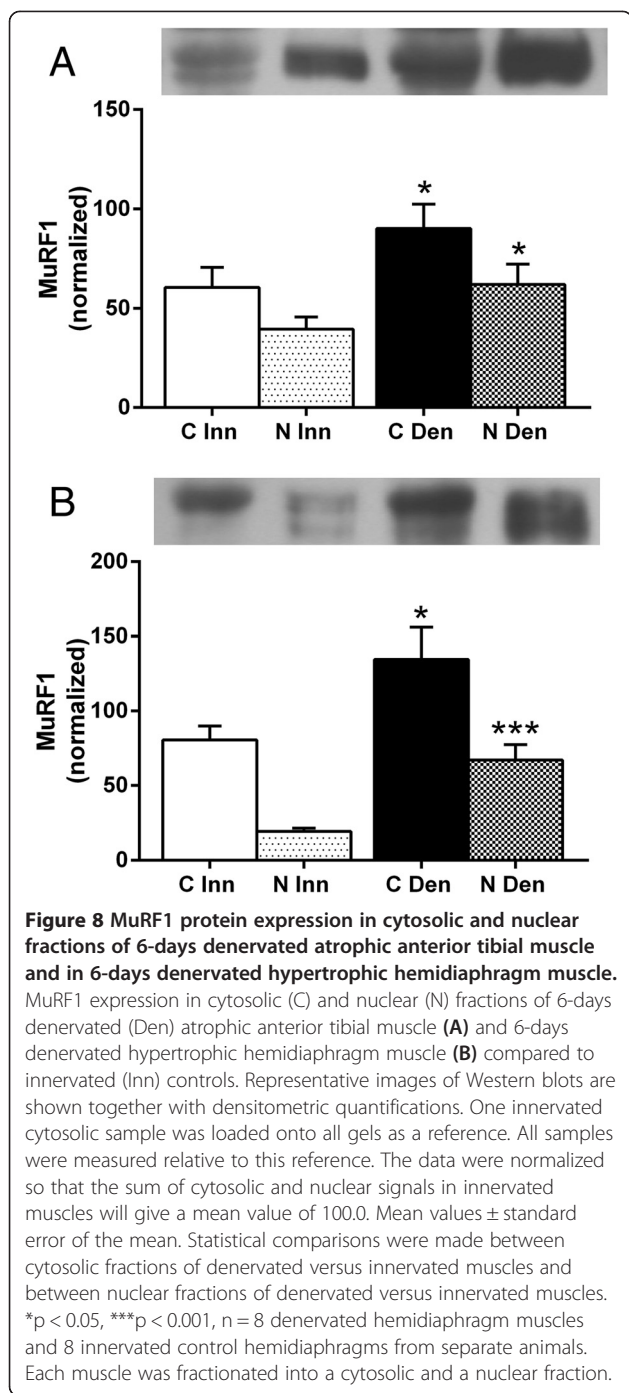 A
150
100
50
0
MuRF1
(normalized)
*
*
C Inn N Inn C Den N Den
B
200
150
100
50
0
MuRF1
(normalized)
*
***
C Inn N Inn C Den N Den
Figure 8 MuRF1 protein expression in cytosolic and nuclear
fractions of 6-days denervated atrophic anterior tibial muscle
and in 6-days denervated hypertrophic hemidiaphragm muscle.
MuRF1 expression in cytosolic (C) and nuclear (N) fractions of 6-days
denervated (Den) atrophic anterior tibial muscle (A) and 6-days
denervated hypertrophic hemidiaphragm muscle (B) compared to
innervated (Inn) controls. Representative images of Western blots are
shown together with densitometric quantifications. One innervated
cytosolic sample was loaded onto all gels as a reference. All samples
were measured relative to this reference. The data were normalized
so that the sum of cytosolic and nuclear signals in innervated
muscles will give a mean value of 100.0. Mean values ± standard
error of the mean. Statistical comparisons were made between
cytosolic fractions of denervated versus innervated muscles and
between nuclear fractions of denervated versus innervated muscles.
*p < 0.05, ***p < 0.001, n = 8 denervated hemidiaphragm muscles
and 8 innervated control hemidiaphragms from separate animals.
Each muscle was fractionated into a cytosolic and a nuclear fraction.